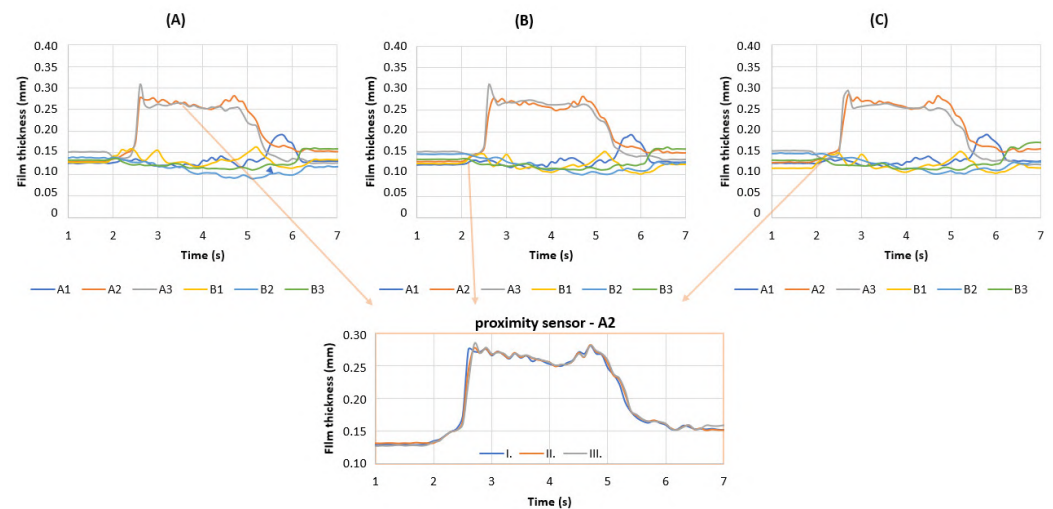 (A)
0.40
0.35
0.30
0.25
0.20
0.15
0.10
0.05
0
Film thickness (mm)
1 2 3 4 5 6 7
Time (s)
A1 A2 A3 B1 B2 B3
(B)
0.40
0.35
0.30
0.25
0.20
0.15
0.10
0.05
0
Film thickness (mm)
1 2 3 4 5 6 7
Time (s)
A1 A2 A3 B1 B2 B3
(C)
0.40
0.35
0.30
0.25
0.20
0.15
0.10
0.05
0
Film thickness (mm)
1 2 3 4 5 6 7
Time (s)
A1 A2 A3 B1 B2 B3
proximity sensor - A2
0.30
0.25
0.20
0.15
0.10
FIlm thickness (mm)
I. II. III.
1 2 3 4 5 6 7
Time (s)